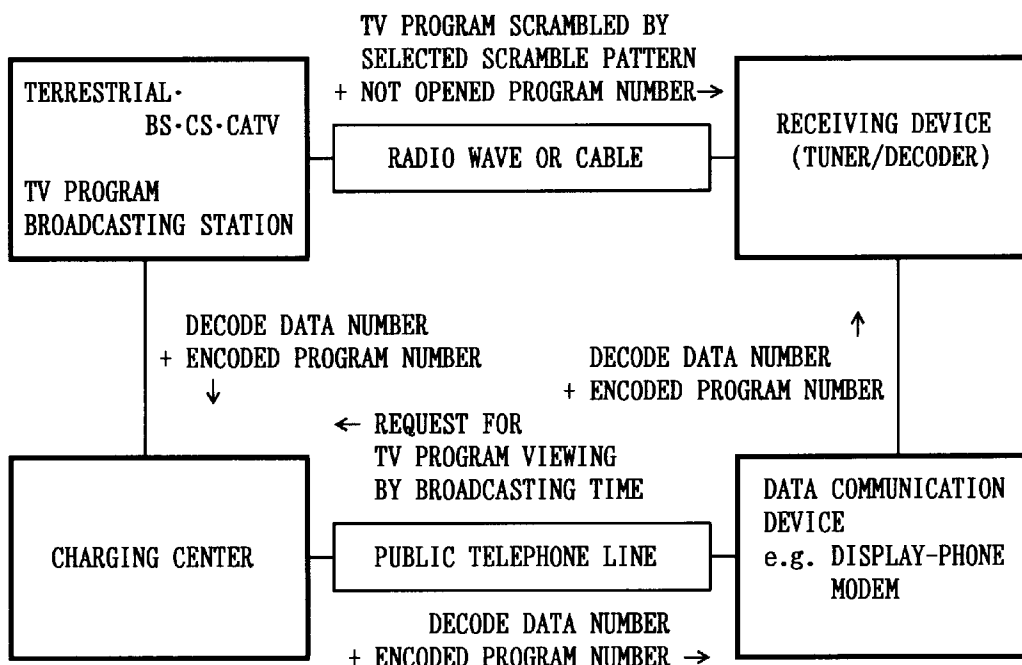 TV PROGRAM SCRAMBLED BY
SELECTED SCRAMBLE PATTERN
+ NOT OPENED PROGRAM NUMBER→
TERRESTRIAL·
BS·CS·CATV
TV PROGRAM
BROADCASTING STATION
RADIO WAVE OR CABLE
RECEIVING DEVICE
(TUNER/DECODER)
DECODE DATA NUMBER
+ ENCODED PROGRAM NUMBER
↓
↑
DECODE DATA NUMBER
+ ENCODED PROGRAM NUMBER
← REQUEST FOR
TV PROGRAM VIEWING
BY BROADCASTING TIME
CHARGING CENTER
PUBLIC TELEPHONE LINE
DATA COMMUNICATION
DEVICE
e.g. DISPLAY-PHONE
MODEM
DECODE DATA NUMBER
+ ENCODED PROGRAM NUMBER →